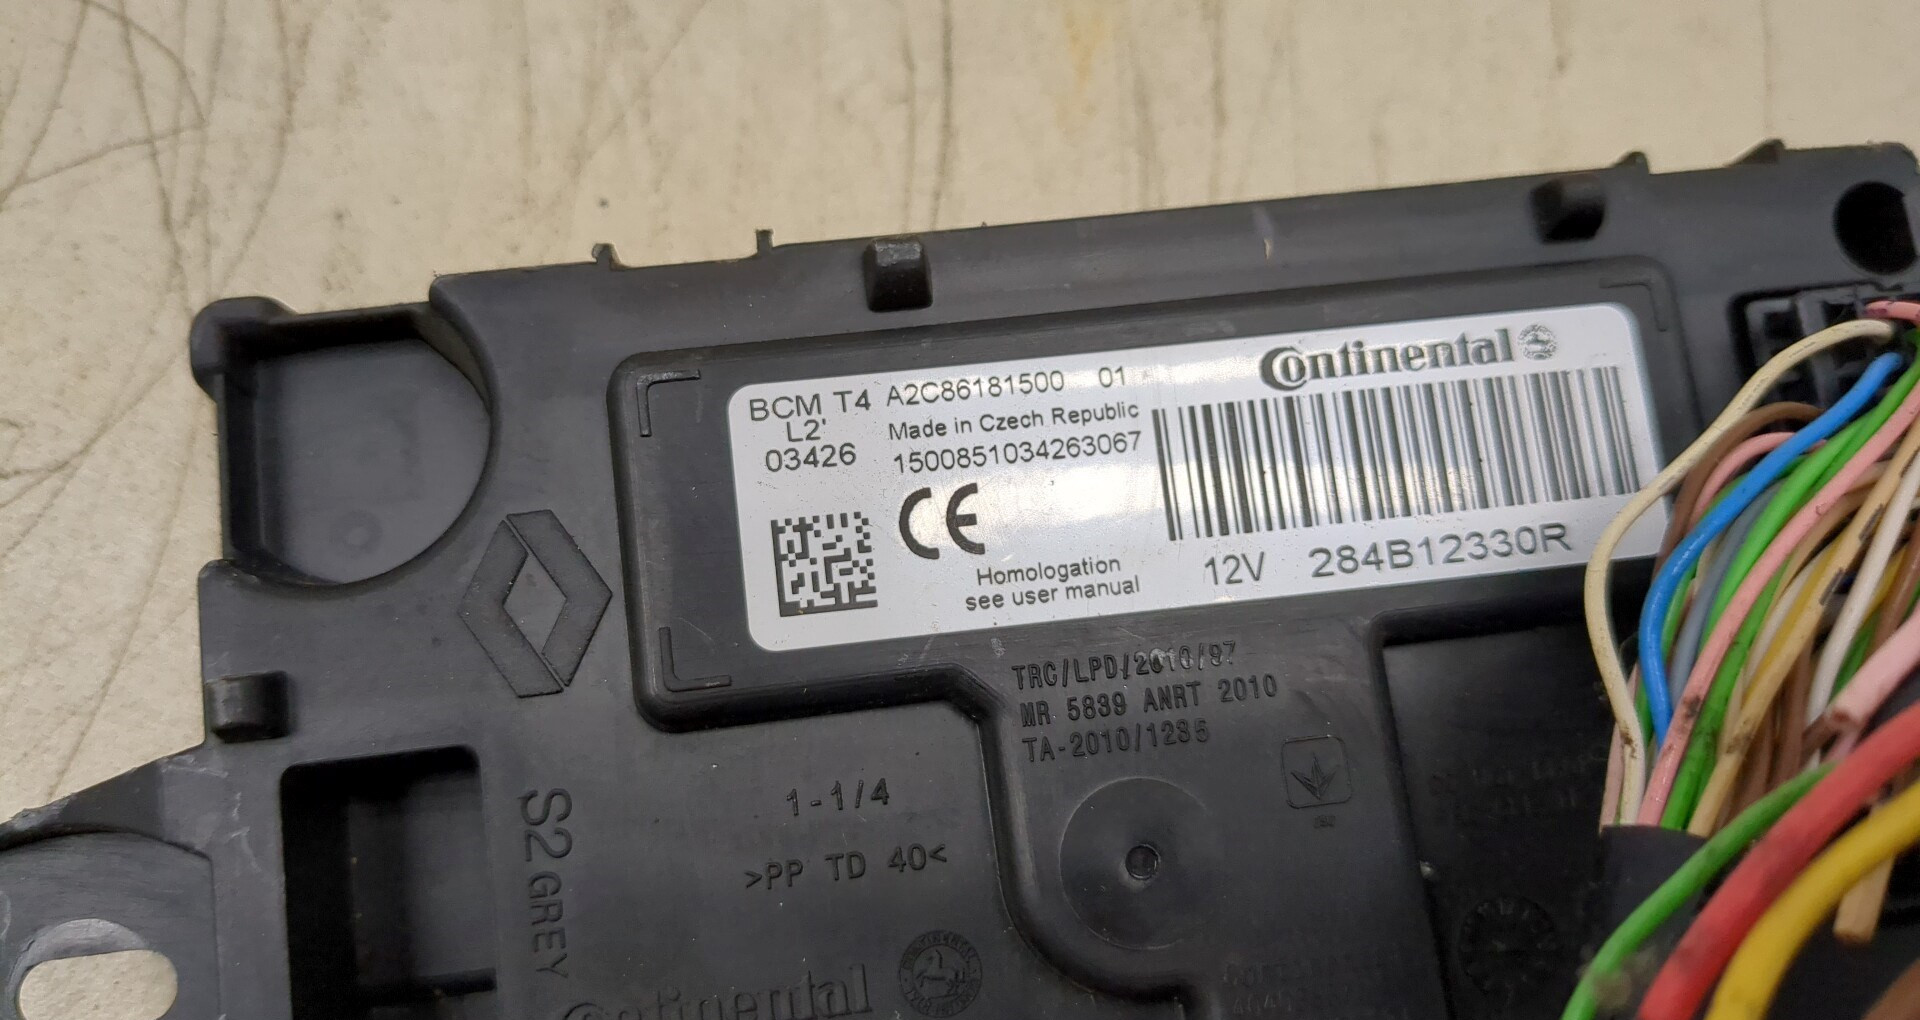 Continental
BCM T4 A2C86181500 01
L2' Made in Czech Republic
03426 1500851034263067
CE
Homologation
see user manual
12V 284B12330R
TRC/LPD/2010/97
MR 5839 ANRT 2010
TA-2010/1235
1-1/4
>PP TD 40<
S2 GREY
Continental